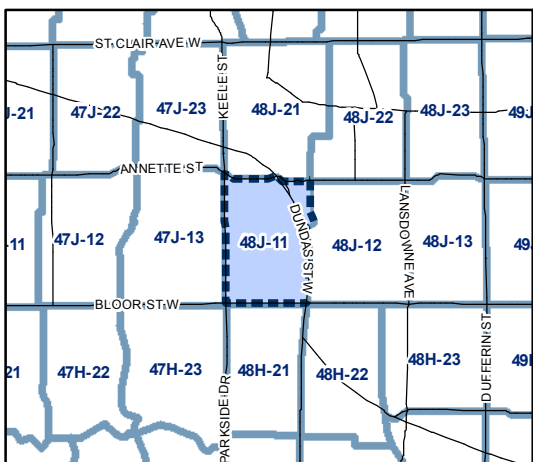 ST CLAIR AVE W
KEELE ST
J-21
47J-22
47J-23
48J-21
48J-22
48J-23
49J
ANNETTE ST
DUNDAS ST W
LANSDOWNE AVE
-11
47J-12
47J-13
48J-11
48J-12
48J-13
49J
BLOOR ST W
DUFFERIN ST
21
47H-22
47H-23
48H-21
48H-22
48H-23
49H
PARKSIDE DR